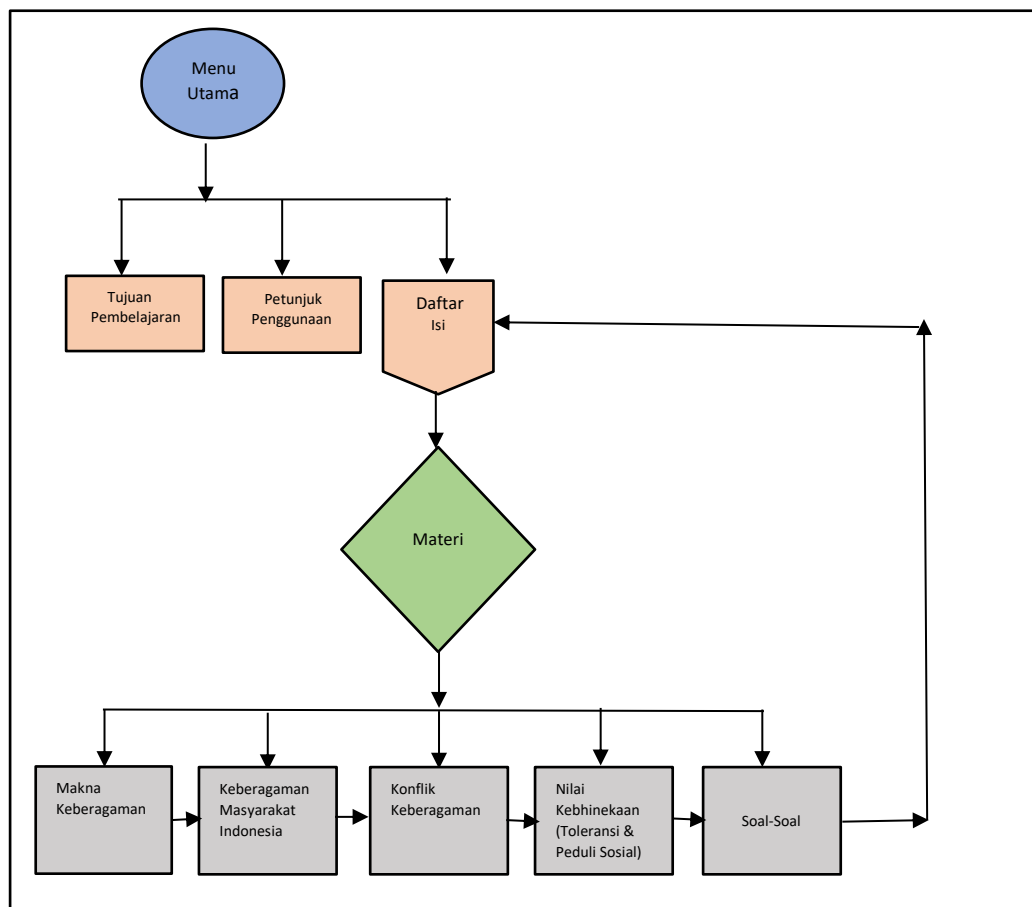 Menu
Utama
Tujuan
Pembelajaran
Petunjuk
Penggunaan
Daftar
Isi
Materi
Makna
Keberagaman
Keberagaman
Masyarakat
Indonesia
Konflik
Keberagaman
Nilai
Kebhinekaan
(Toleransi &
Peduli Sosial)
Soal-Soal